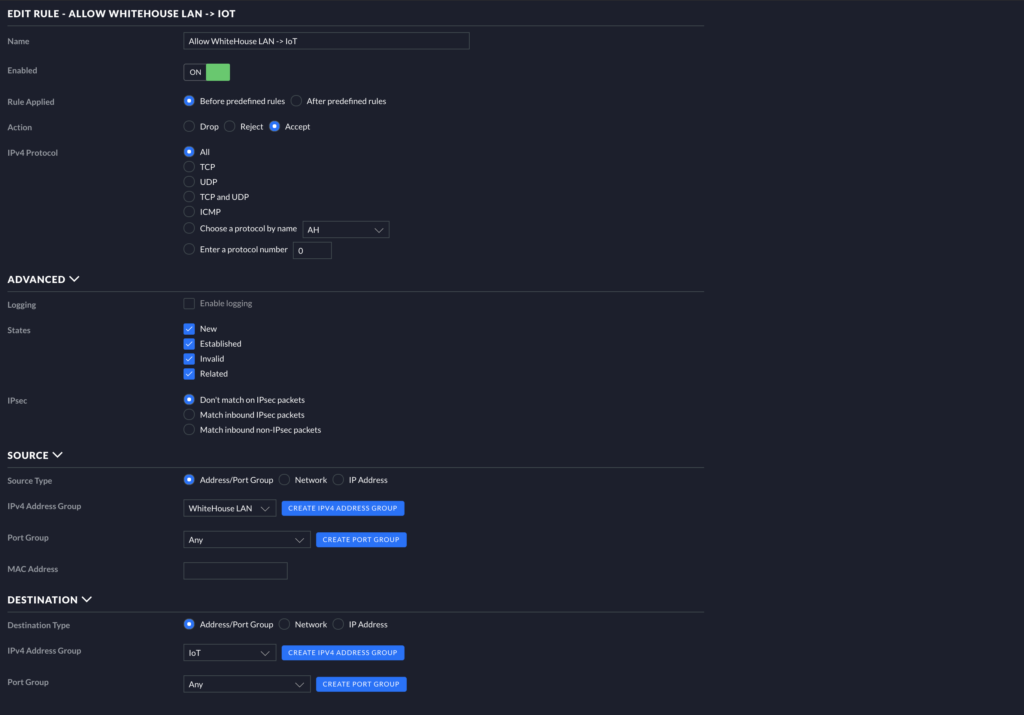 EDIT RULE - ALLOW WHITEHOUSE LAN -> IOT
Name Allow WhiteHouse LAN -> IoT
Enabled ON
Rule Applied Before predefined rules After predefined rules
Action Drop Reject Accept
IPv4 Protocol All
TCP
UDP
TCP and UDP
ICMP
Choose a protocol by name AH
Enter a protocol number 0
ADVANCED
Logging Enable logging
States New
Established
Invalid
Related
IPsec Don't match on IPsec packets
Match inbound IPsec packets
Match inbound non-IPsec packets
SOURCE
Source Type Address/Port Group Network IP Address
IPv4 Address Group WhiteHouse LAN CREATE IPV4 ADDRESS GROUP
Port Group Any CREATE PORT GROUP
MAC Address
DESTINATION
Destination Type Address/Port Group Network IP Address
IPv4 Address Group IoT CREATE IPV4 ADDRESS GROUP
Port Group Any CREATE PORT GROUP